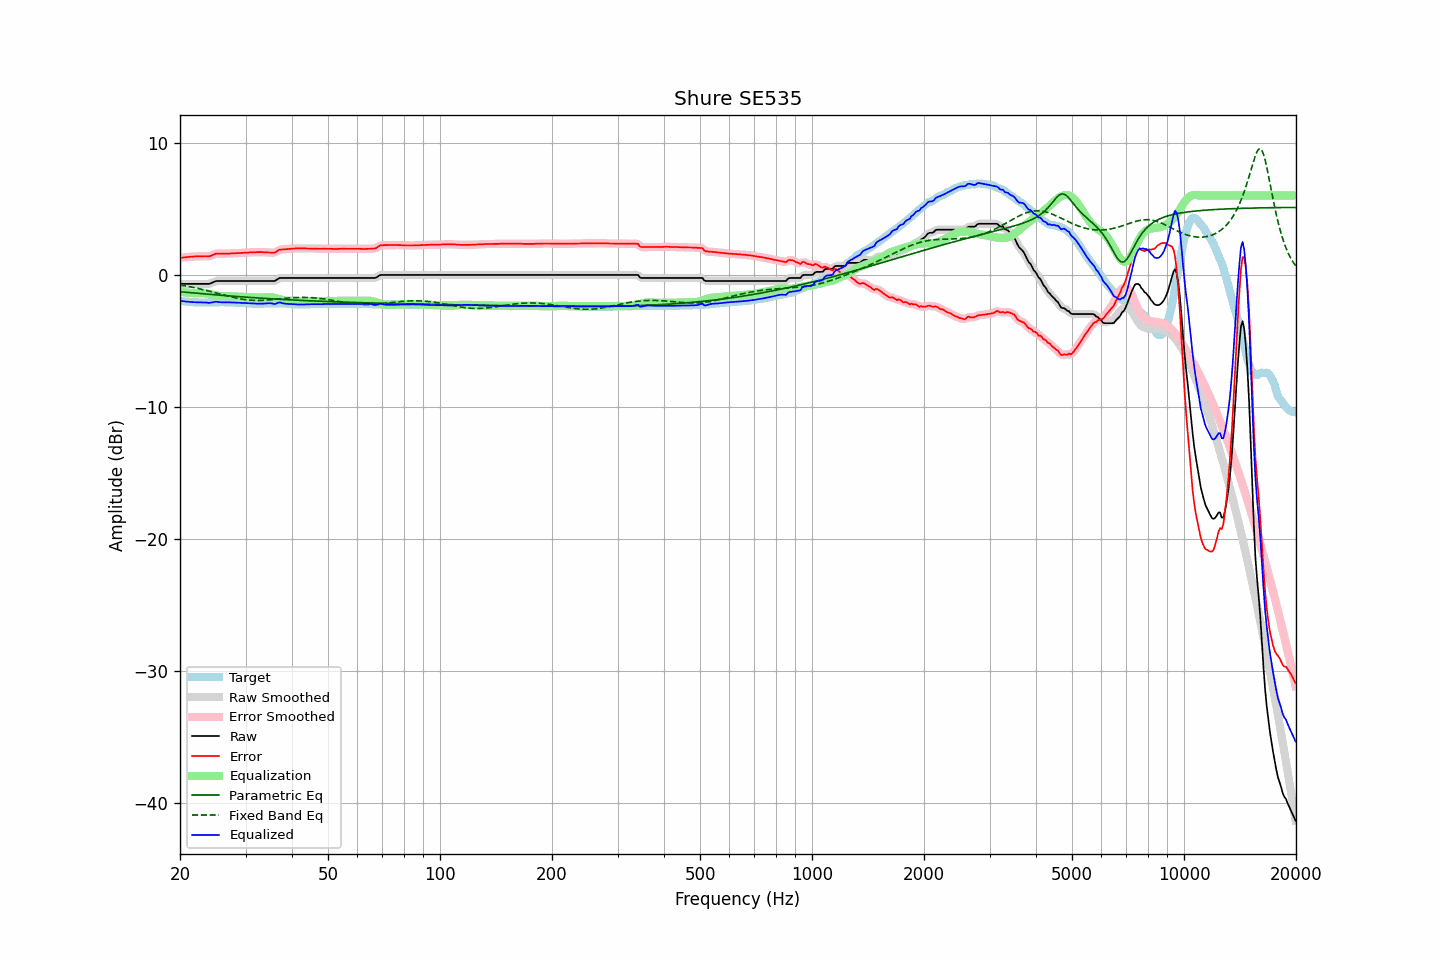 Shure SE535
Amplitude (dBr)
10
0
−10
−20
−30
−40
Target
Raw Smoothed
Error Smoothed
Raw
Error
Equalization
Parametric Eq
Fixed Band Eq
Equalized
20 50 100 200 500 1000 2000 5000 10000 20000
Frequency (Hz)